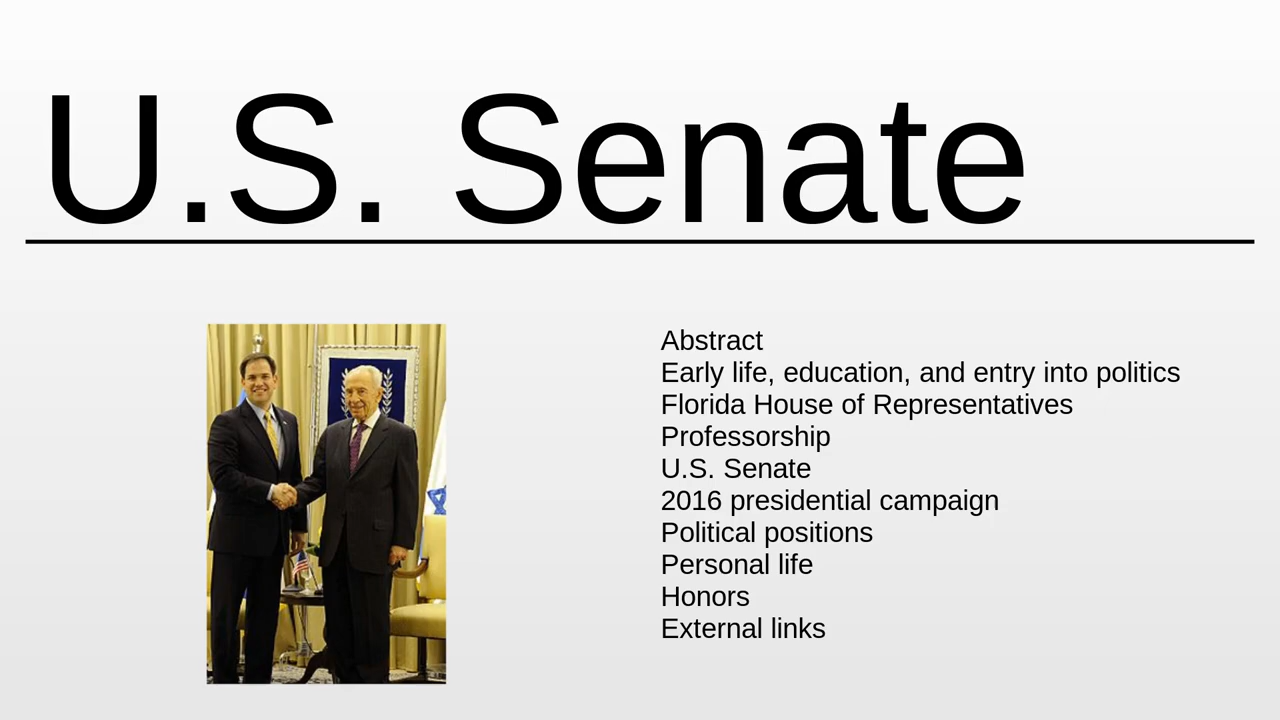 U.S. Senate
Abstract
Early life, education, and entry into politics
Florida House of Representatives
Professorship
U.S. Senate
2016 presidential campaign
Political positions
Personal life
Honors
External links